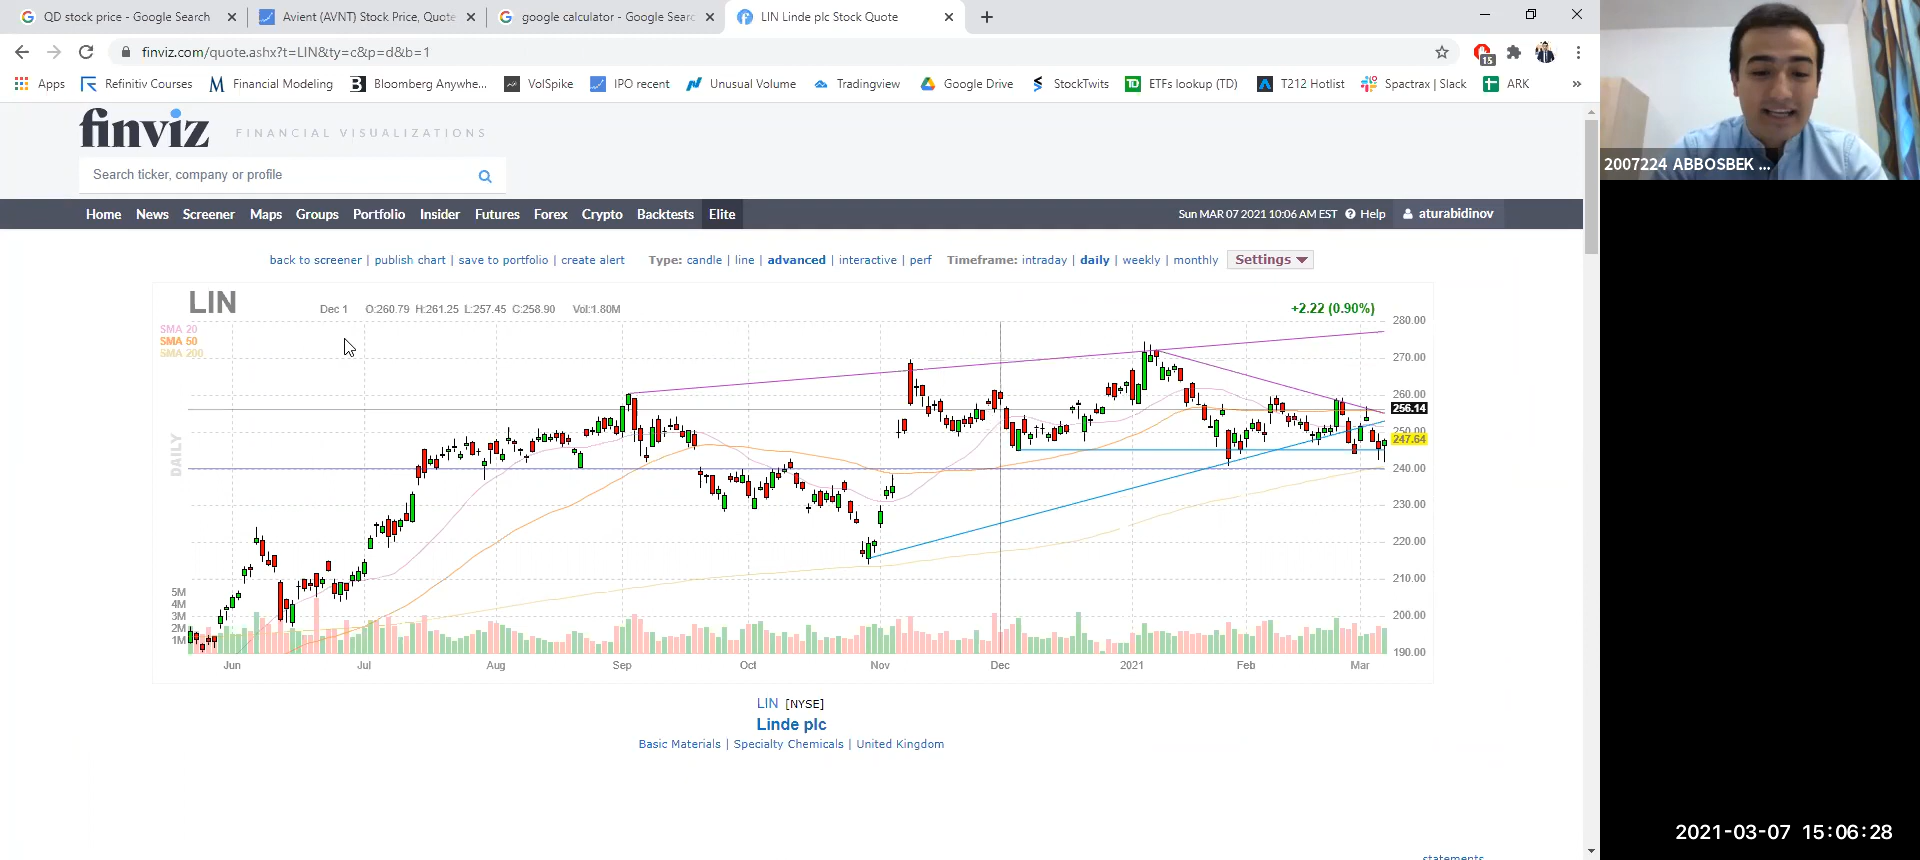 QD stock price - Google Search
Avient (AVNT) Stock Price, Quote
google calculator - Google Searc
LIN Linde plc Stock Quote
finviz.com/quote.ashx?t=LIN&ty=c&p=d&b=1
15
Apps Refinitiv Courses Financial Modeling Bloomberg Anywhe... VolSpike IPO recent Unusual Volume Tradingview Google Drive StockTwits ETFs lookup (TD) T212 Hotlist Spactrax | Slack ARK »
finviz FINANCIAL VISUALIZATIONS
Search ticker, company or profile
Home News Screener Maps Groups Portfolio Insider Futures Forex Crypto Backtests Elite
Sun MAR 07 2021 10:06 AM EST Help aturabidinov
back to screener | publish chart | save to portfolio | create alert Type: candle | line | advanced | interactive | perf Timeframe: intraday | daily | weekly | monthly Settings
LIN Dec 1 O:260.79 H:261.25 L:257.45 C:258.90 Vol:1.80M +2.22 (0.90%)
SMA 20
SMA 50
SMA 200
DAILY
280.00
270.00
260.00
256.14
250.00
247.64
240.00
230.00
220.00
210.00
200.00
190.00
5M
4M
3M
2M
1M
Jun Jul Aug Sep Oct Nov Dec 2021 Feb Mar
LIN [NYSE]
Linde plc
Basic Materials | Specialty Chemicals | United Kingdom
statements
2007224 ABBOSBEK ...
2021-03-07 15:06:28